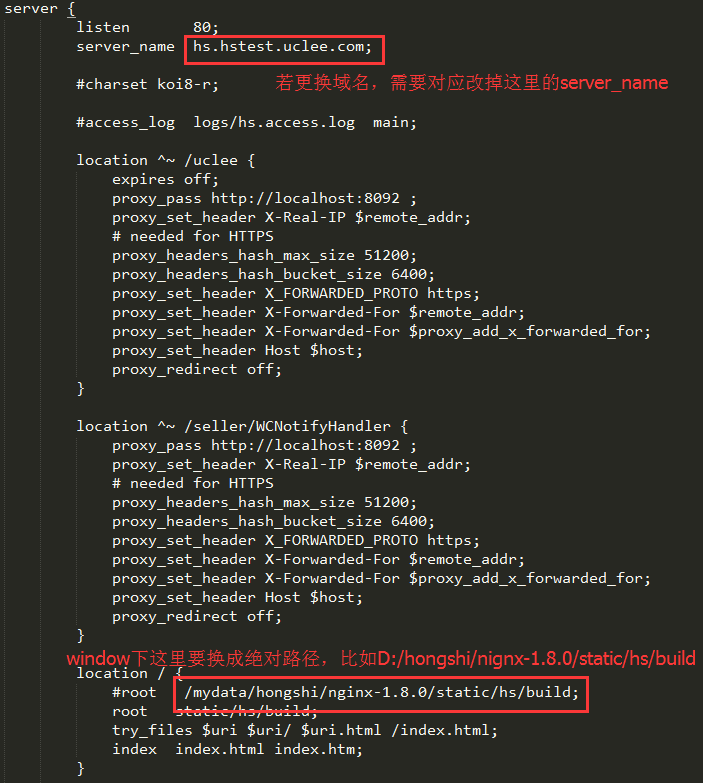 server {
listen 80;
server_name hs.hstest.uclee.com;
#charset koi8-r; 若更换域名，需要对应改掉这里的server_name
#access_log logs/hs.access.log main;
location ^~ /uclee {
expires off;
proxy_pass http://localhost:8092 ;
proxy_set_header X-Real-IP $remote_addr;
# needed for HTTPS
proxy_headers_hash_max_size 51200;
proxy_headers_hash_bucket_size 6400;
proxy_set_header X_FORWARDED_PROTO https;
proxy_set_header X-Forwarded-For $remote_addr;
proxy_set_header X-Forwarded-For $proxy_add_x_forwarded_for;
proxy_set_header Host $host;
proxy_redirect off;
}
location ^~ /seller/WCNotifyHandler {
proxy_pass http://localhost:8092 ;
proxy_set_header X-Real-IP $remote_addr;
# needed for HTTPS
proxy_headers_hash_max_size 51200;
proxy_headers_hash_bucket_size 6400;
proxy_set_header X_FORWARDED_PROTO https;
proxy_set_header X-Forwarded-For $remote_addr;
proxy_set_header X-Forwarded-For $proxy_add_x_forwarded_for;
proxy_set_header Host $host;
proxy_redirect off;
}
window下这里要换成绝对路径，比如D:/hongshi/nignx-1.8.0/static/hs/build
location / {
#root /mydata/hongshi/nginx-1.8.0/static/hs/build;
root static/hs/build;
try_files $uri $uri/ $uri.html /index.html;
index index.html index.htm;
}